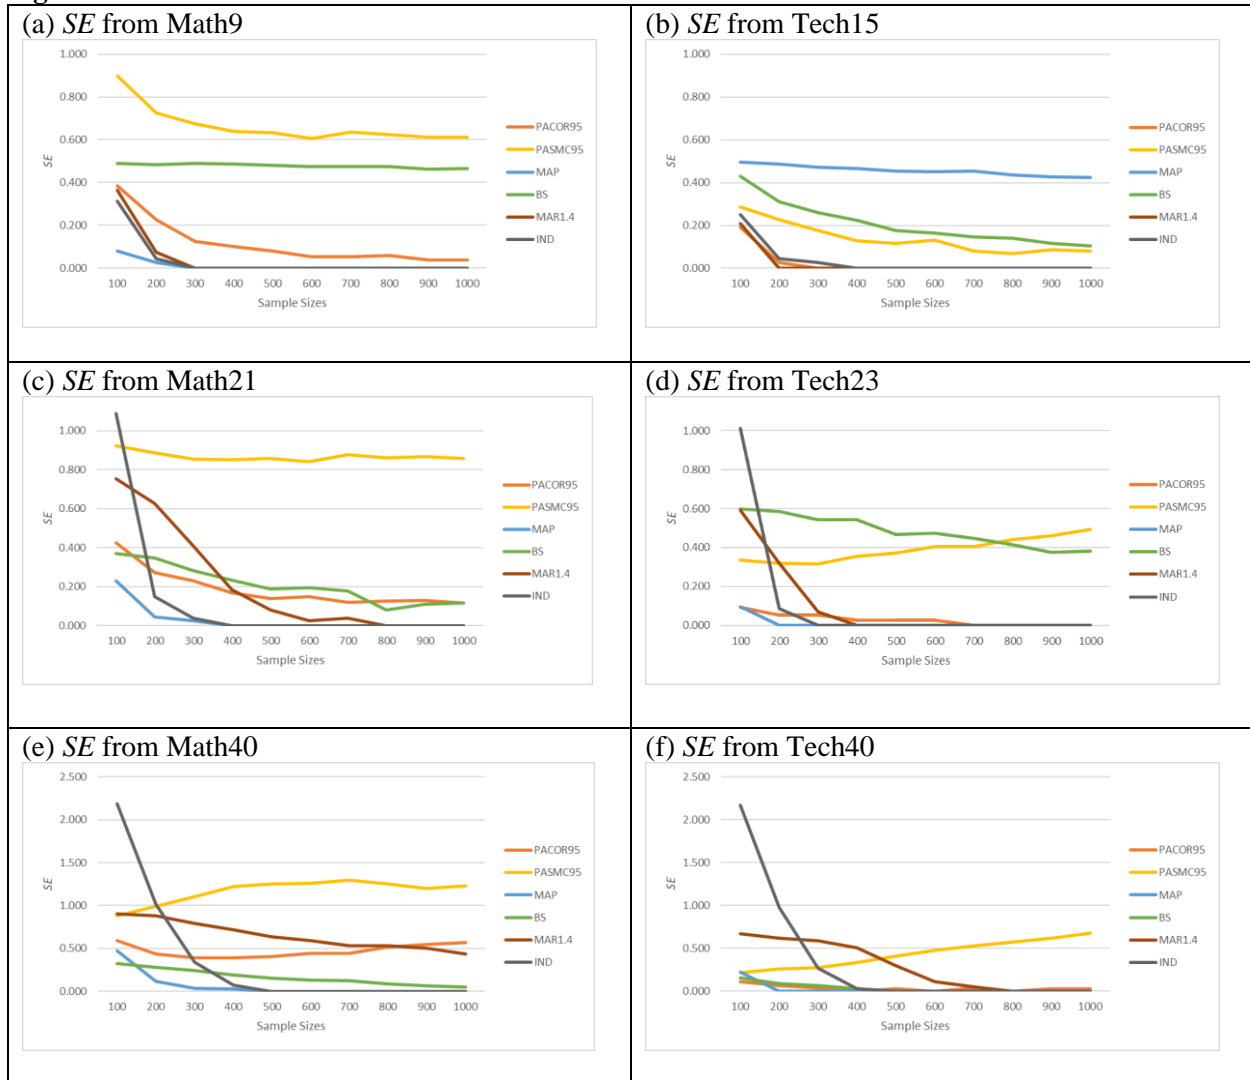 (a) SE from Math9
1.000
0.800
0.600
0.400
0.200
0.000
SE
100 200 300 400 500 600 700 800 900 1000
Sample Sizes
PACOR95
PASMC95
MAP
BS
MAR1.4
IND
(b) SE from Tech15
1.000
0.800
0.600
0.400
0.200
0.000
SE
100 200 300 400 500 600 700 800 900 1000
Sample Sizes
PACOR95
PASMC95
MAP
BS
MAR1.4
IND
(c) SE from Math21
1.000
0.800
0.600
0.400
0.200
0.000
SE
100 200 300 400 500 600 700 800 900 1000
Sample Sizes
PACOR95
PASMC95
MAP
BS
MAR1.4
IND
(d) SE from Tech23
1.000
0.800
0.600
0.400
0.200
0.000
SE
100 200 300 400 500 600 700 800 900 1000
Sample Sizes
PACOR95
PASMC95
MAP
BS
MAR1.4
IND
(e) SE from Math40
2.500
2.000
1.500
1.000
0.500
0.000
SE
100 200 300 400 500 600 700 800 900 1000
Sample Sizes
PACOR95
PASMC95
MAP
BS
MAR1.4
IND
(f) SE from Tech40
2.500
2.000
1.500
1.000
0.500
0.000
SE
100 200 300 400 500 600 700 800 900 1000
Sample Sizes
PACOR95
PASMC95
MAP
BS
MAR1.4
IND